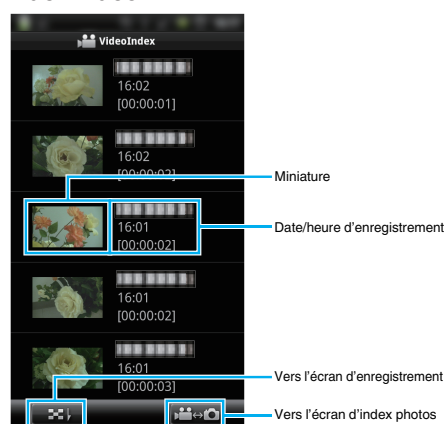 VideoIndex
16:02
[00:00:01]
16:02
[00:00:02]
Miniature
16:01
[00:00:02]
Date/heure d'enregistrement
16:01
[00:00:02]
16:01
[00:00:03]
Vers l'écran d'enregistrement
Vers l'écran d'index photos